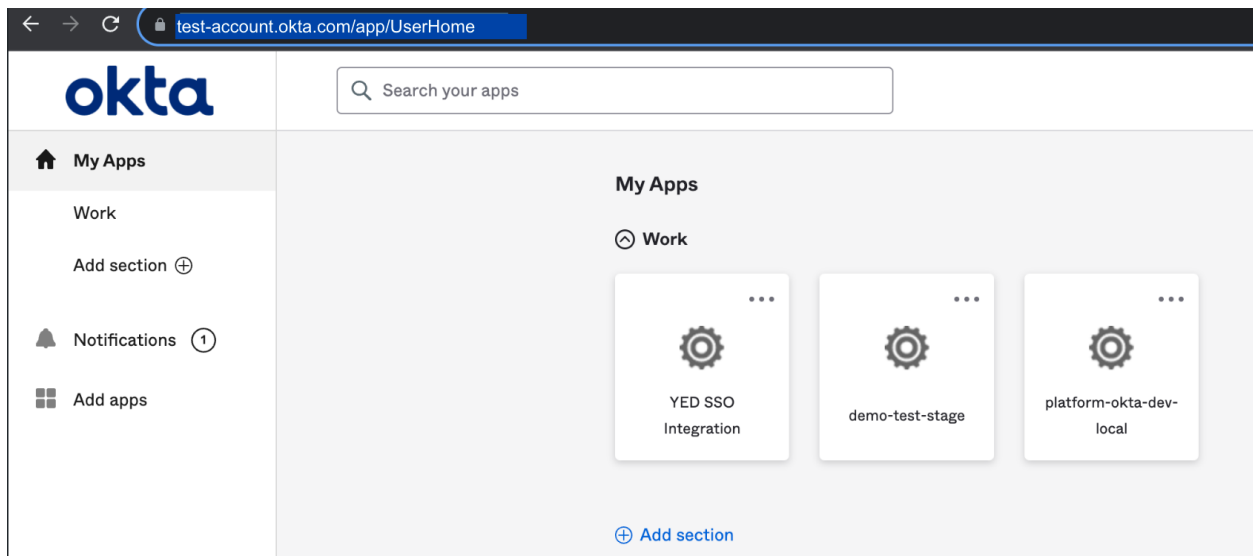 test-account.okta.com/app/UserHome
okta
Search your apps
My Apps
Work
Add section
Notifications 1
Add apps
My Apps
Work
YED SSO
Integration
demo-test-stage
platform-okta-dev-
local
Add section